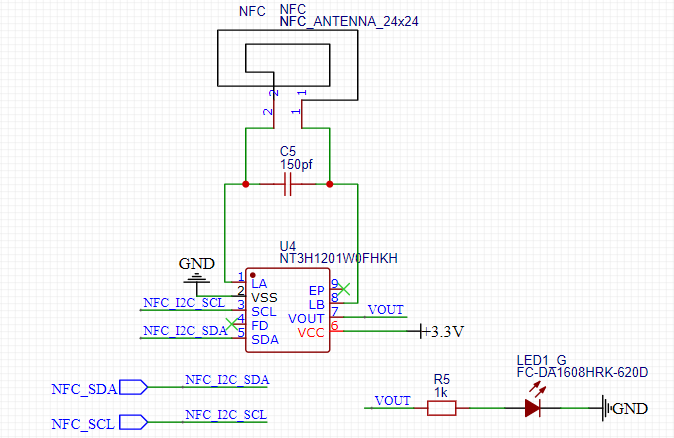 NFC NFC
NFC_ANTENNA_24x24
2 1
2 1
C5
150pf
U4
NT3H1201W0FHKH
GND
1 LA
2 VSS
NFC_I2C_SCL 3 SCL
4 FD
NFC_I2C_SDA 5 SDA
EP 9
LB 8
VOUT 7 VOUT
VCC 6 +3.3V
NFC_SDA NFC_I2C_SDA
NFC_SCL NFC_I2C_SCL
VOUT
R5
1k
LED1_G
FC-DA1608HRK-620D
GND